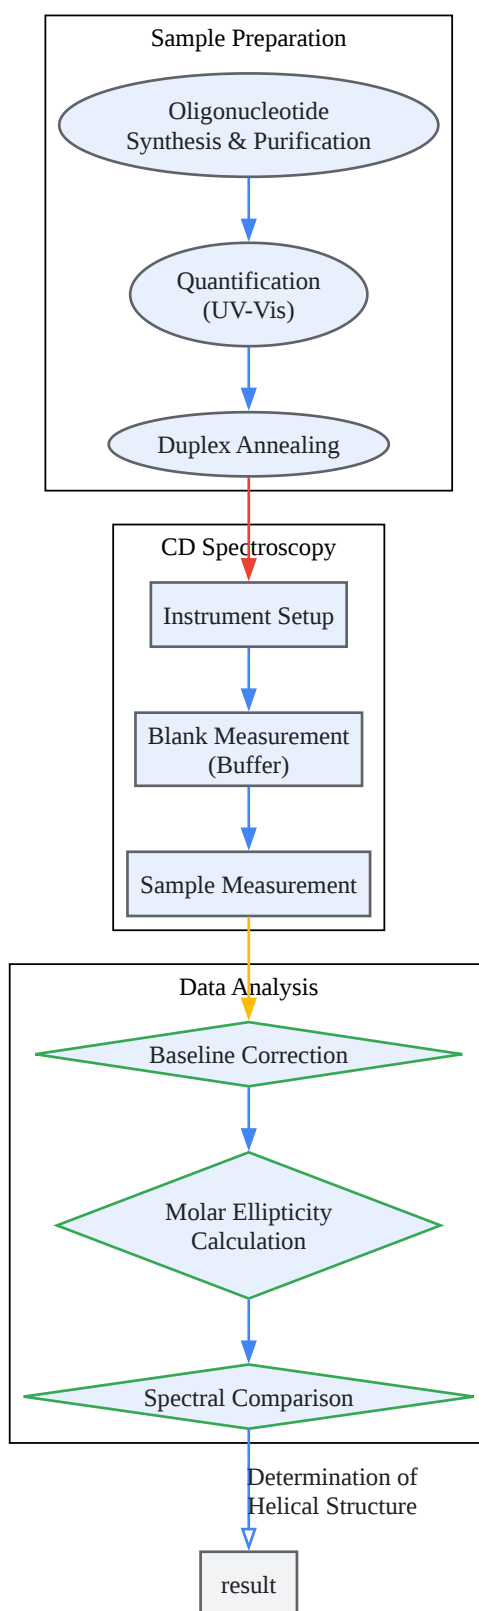 Sample Preparation
Oligonucleotide
Synthesis & Purification
Quantification
(UV-Vis)
Duplex Annealing
CD Spectroscopy
Instrument Setup
Blank Measurement
(Buffer)
Sample Measurement
Data Analysis
Baseline Correction
Molar Ellipticity
Calculation
Spectral Comparison
Determination of
Helical Structure
result